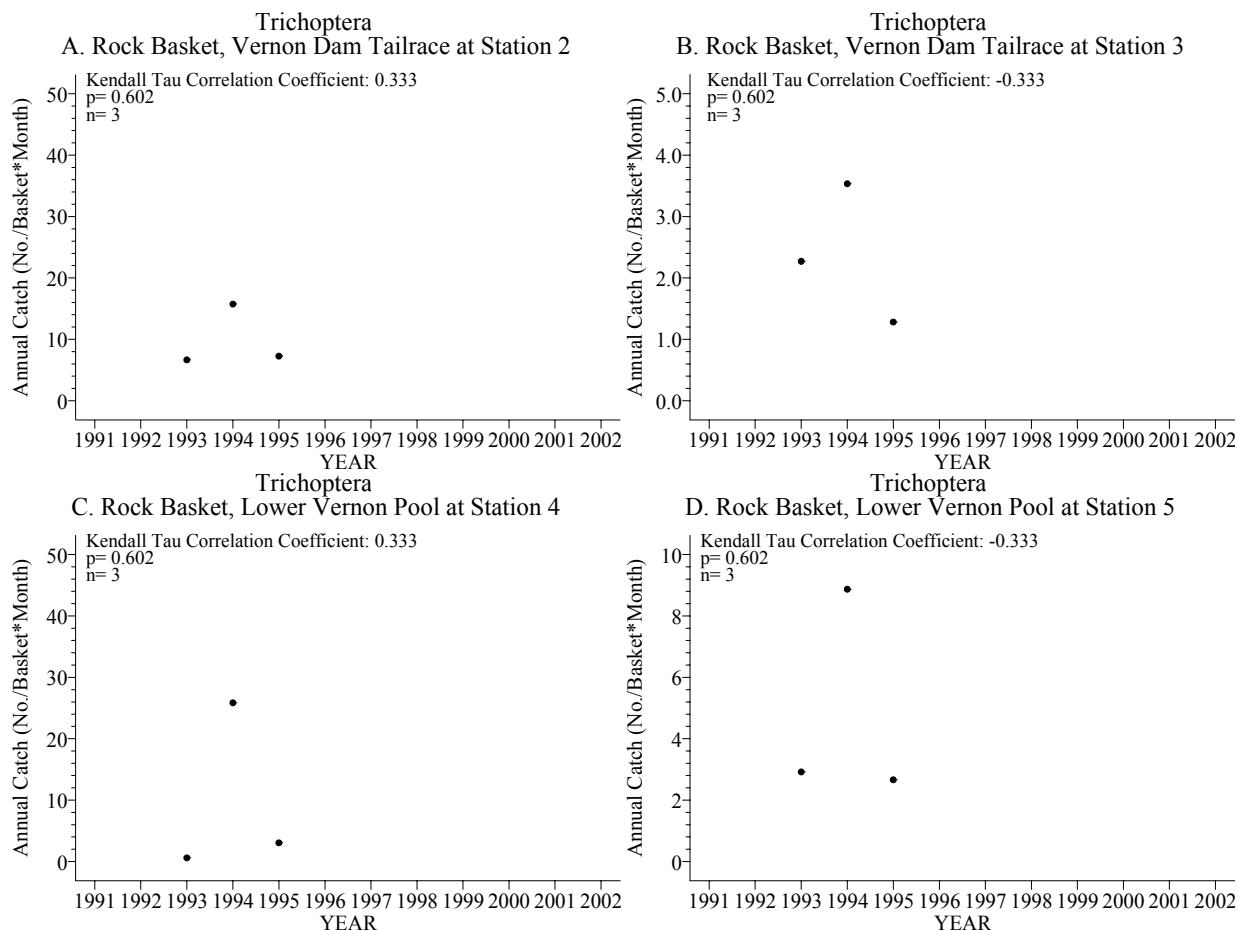 Trichoptera
A. Rock Basket, Vernon Dam Tailrace at Station 2
Kendall Tau Correlation Coefficient: 0.333
p= 0.602
n= 3
Annual Catch (No./Basket*Month)
50
40
30
20
10
0
1991 1992 1993 1994 1995 1996 1997 1998 1999 2000 2001 2002
YEAR
Trichoptera
B. Rock Basket, Vernon Dam Tailrace at Station 3
Kendall Tau Correlation Coefficient: -0.333
p= 0.602
n= 3
Annual Catch (No./Basket*Month)
5.0
4.0
3.0
2.0
1.0
0.0
1991 1992 1993 1994 1995 1996 1997 1998 1999 2000 2001 2002
YEAR
Trichoptera
C. Rock Basket, Lower Vernon Pool at Station 4
Kendall Tau Correlation Coefficient: 0.333
p= 0.602
n= 3
Annual Catch (No./Basket*Month)
50
40
30
20
10
0
1991 1992 1993 1994 1995 1996 1997 1998 1999 2000 2001 2002
YEAR
Trichoptera
D. Rock Basket, Lower Vernon Pool at Station 5
Kendall Tau Correlation Coefficient: -0.333
p= 0.602
n= 3
Annual Catch (No./Basket*Month)
10
8
6
4
2
0
1991 1992 1993 1994 1995 1996 1997 1998 1999 2000 2001 2002
YEAR